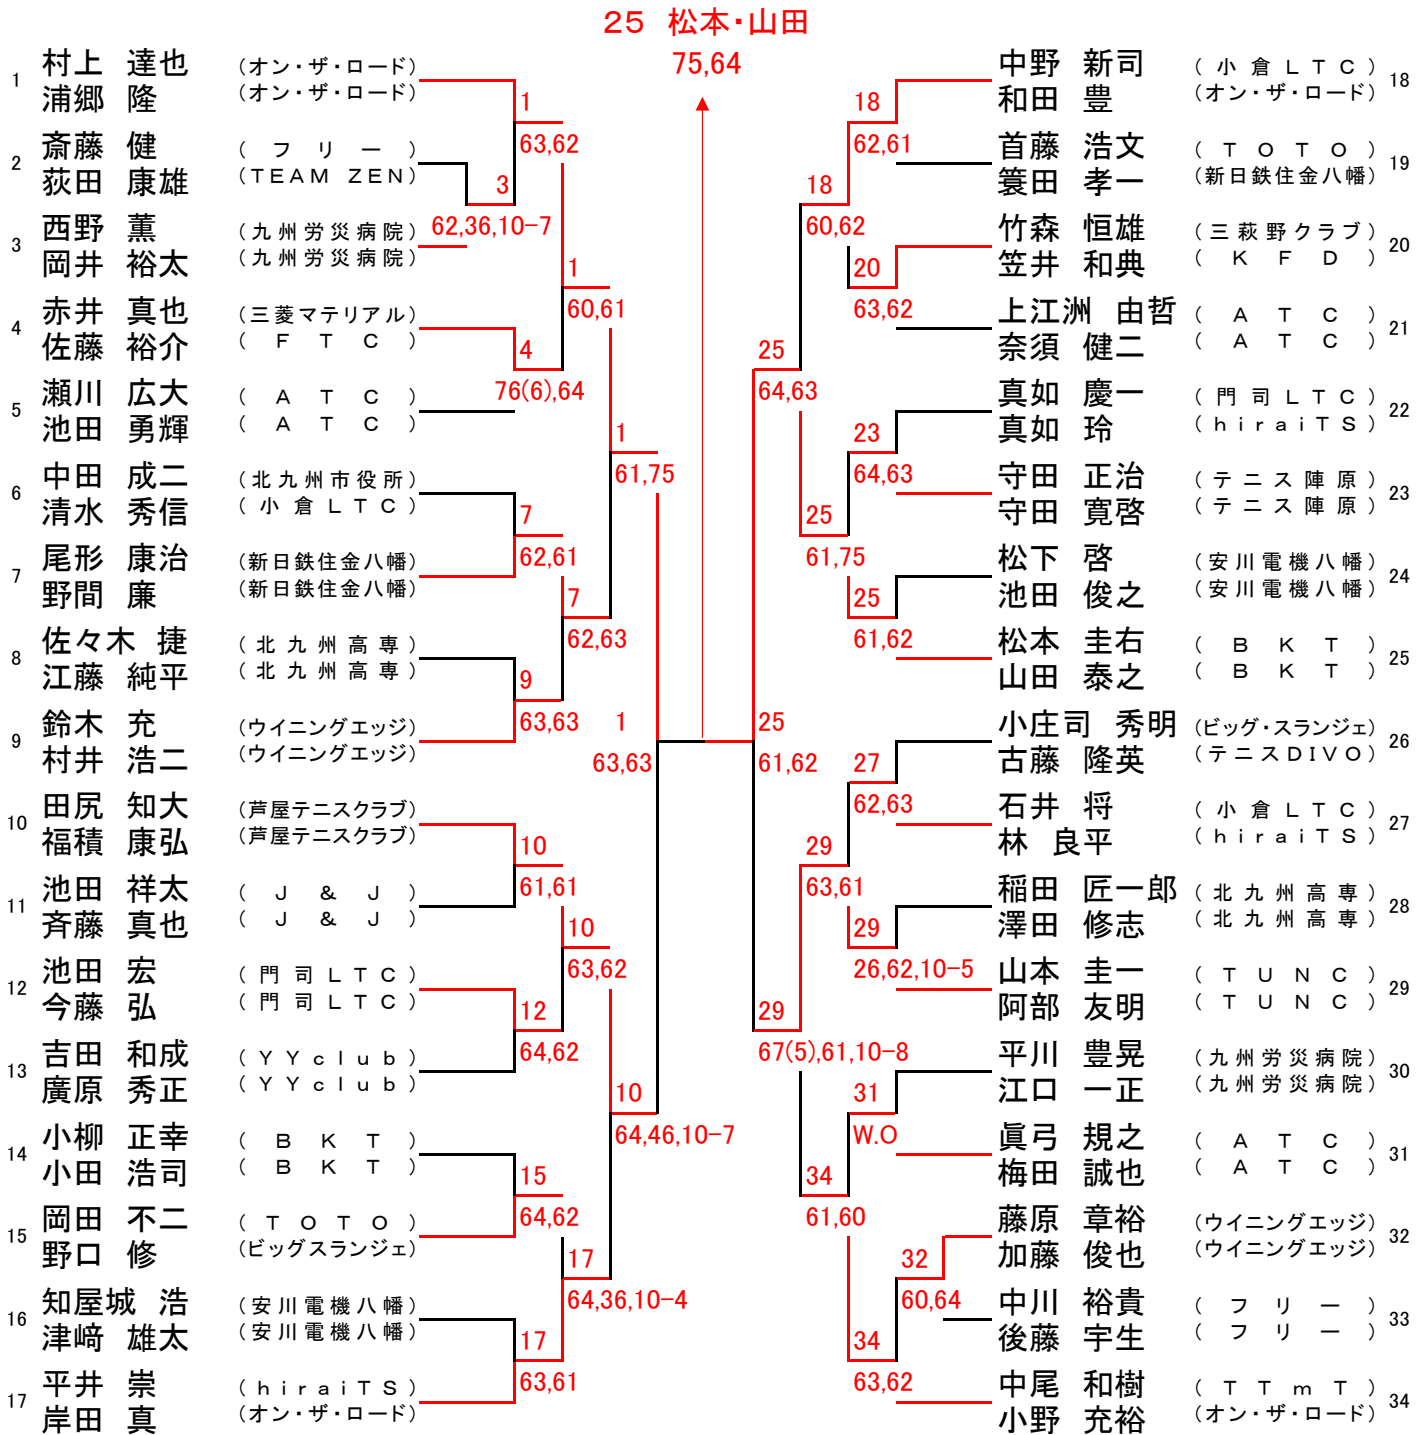 25 松本・山田
75,64
1 村上 達也 (オン・ザ・ロード)
浦郷 隆 (オン・ザ・ロード)
2 斎藤 健 (フリー)
荻田 康雄 (TEAM ZEN)
3 西野 薫 (九州労災病院)
岡井 裕太 (九州労災病院)
4 赤井 真也 (三菱マテリアル)
佐藤 裕介 (FTC)
5 瀬川 広大 (ATC)
池田 勇輝 (ATC)
6 中田 成二 (北九州市役所)
清水 秀信 (小倉LTC)
7 尾形 康治 (新日鉄住金八幡)
野間 廉 (新日鉄住金八幡)
8 佐々木 捷 (北九州高専)
江藤 純平 (北九州高専)
9 鈴木 充 (ウイニングエッジ)
村井 浩二 (ウイニングエッジ)
10 田尻 知大 (芦屋テニスクラブ)
福積 康弘 (芦屋テニスクラブ)
11 池田 祥太 (J&J)
斉藤 真也 (J&J)
12 池田 宏 (門司LTC)
今藤 弘 (門司LTC)
13 吉田 和成 (YYclub)
廣原 秀正 (YYclub)
14 小柳 正幸 (BKT)
小田 浩司 (BKT)
15 岡田 不二 (TOTO)
野口 修 (ビッグスランジェ)
16 知屋城 浩 (安川電機八幡)
津﨑 雄太 (安川電機八幡)
17 平井 崇 (hiraiTS)
岸田 真 (オン・ザ・ロード)
1
63,62
3
62,36,10-7
4
76(6),64
7
62,61
9
63,63
10
61,61
12
64,62
15
64,62
17
63,61
1
60,61
7
62,63
10
63,62
17
64,36,10-4
1
61,75
10
64,46,10-7
1
63,63
25
61,62
25
64,63
29
67(5),61,10-8
18
60,62
25
61,75
29
63,61
34
61,60
18
62,61
20
63,62
23
64,63
25
61,62
27
62,63
29
26,62,10-5
31
W.O
32
60,64
34
63,62
中野 新司 (小倉LTC) 18
和田 豊 (オン・ザ・ロード)
首藤 浩文 (TOTO) 19
簑田 孝一 (新日鉄住金八幡)
竹森 恒雄 (三萩野クラブ) 20
笠井 和典 (KFD)
上江洲 由哲 (ATC) 21
奈須 健二 (ATC)
真如 慶一 (門司LTC) 22
真如 玲 (hiraiTS)
守田 正治 (テニス陣原) 23
守田 寛啓 (テニス陣原)
松下 啓 (安川電機八幡) 24
池田 俊之 (安川電機八幡)
松本 圭右 (BKT) 25
山田 泰之 (BKT)
小庄司 秀明 (ビッグ・スランジェ) 26
古藤 隆英 (テニスDIVO)
石井 将 (小倉LTC) 27
林 良平 (hiraiTS)
稲田 匠一郎 (北九州高専) 28
澤田 修志 (北九州高専)
山本 圭一 (TUNC) 29
阿部 友明 (TUNC)
平川 豊晃 (九州労災病院) 30
江口 一正 (九州労災病院)
眞弓 規之 (ATC) 31
梅田 誠也 (ATC)
藤原 章裕 (ウイニングエッジ) 32
加藤 俊也 (ウイニングエッジ)
中川 裕貴 (フリー) 33
後藤 宇生 (フリー)
中尾 和樹 (TTmT) 34
小野 充裕 (オン・ザ・ロード)